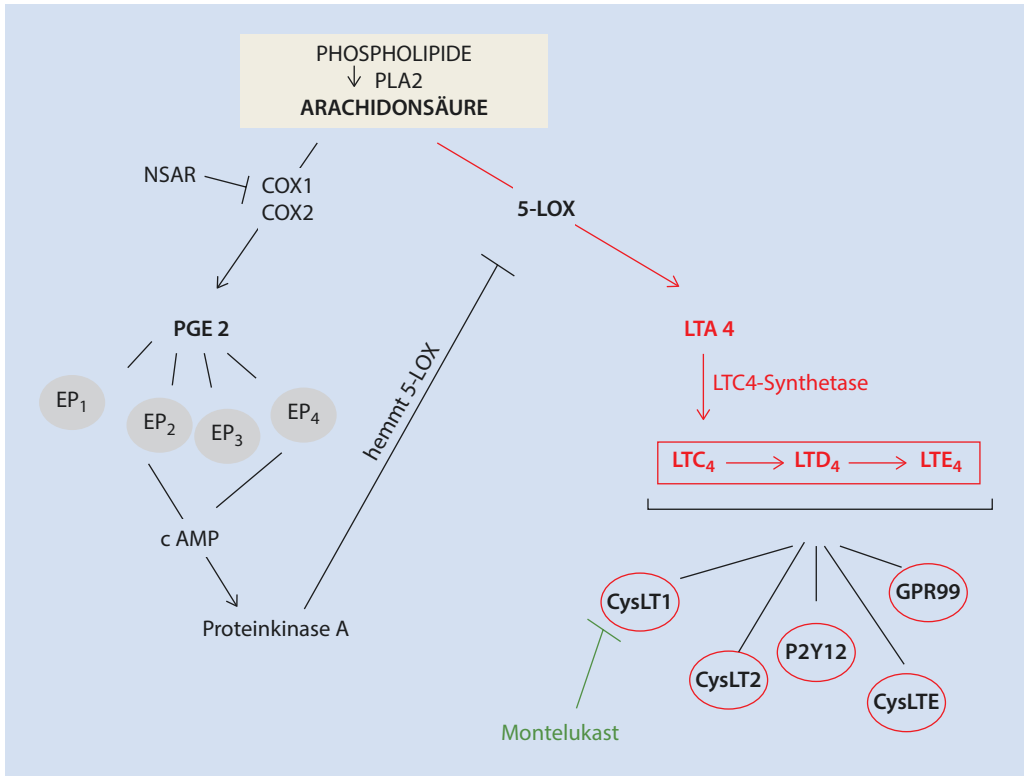 PHOSPHOLIPIDE
PLA2
ARACHIDONSÄURE
NSAR
COX1
COX2
5-LOX
PGE 2
LTA 4
hemmt 5-LOX
LTC4-Synthetase
EP₁
EP₂
EP₃
EP₄
LTC₄
LTD₄
LTE₄
c AMP
Proteinkinase A
CysLT1
CysLT2
P2Y12
CysLTE
GPR99
Montelukast